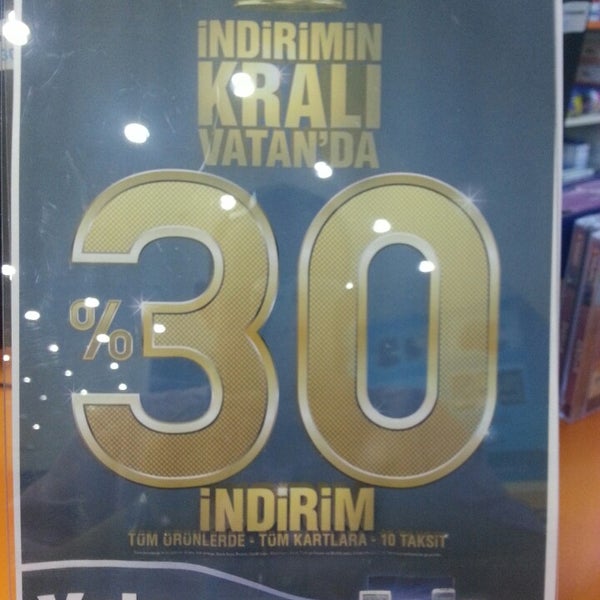 İNDİRİMİN
KRALI
VATAN'DA
%30
İNDİRİM
TÜM ÜRÜNLERDE - TÜM KARTLARA - 10 TAKSİT